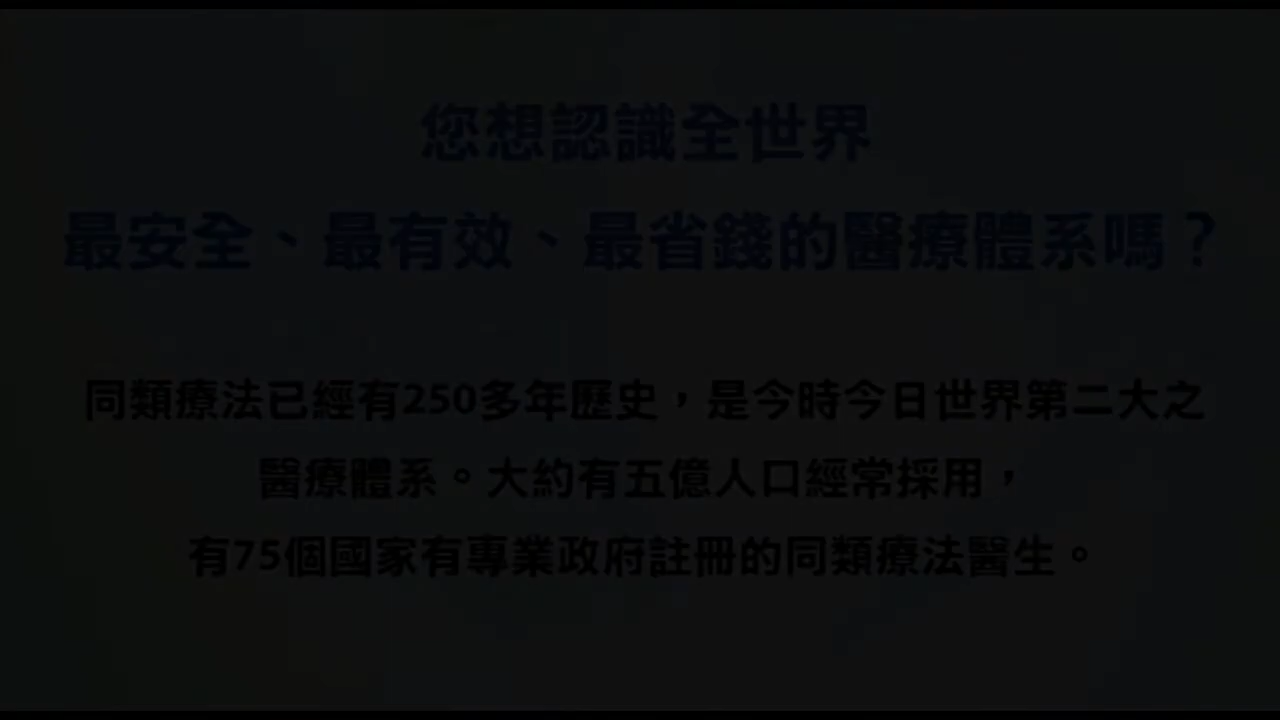 您想認識全世界
最安全、最有效、最省錢的醫療體系嗎？
同類療法已經有250多年歷史，是今時今日世界第二大之
醫療體系。大約有五億人口經常採用，
有75個國家有專業政府註冊的同類療法醫生。